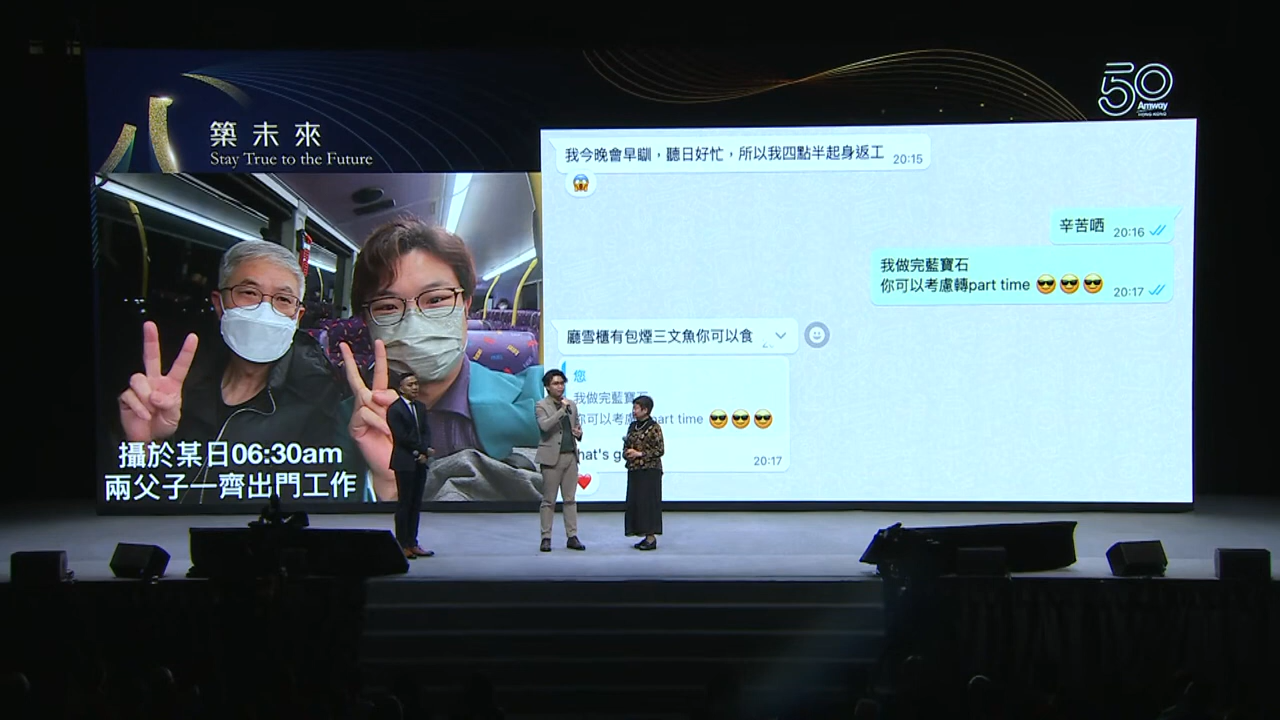 築未來
Stay True to the Future
50
Amway
HONG KONG
攝於某日06:30am
兩父子一齊出門工作
我今晚會早瞓，聽日好忙，所以我四點半起身返工 20:15
辛苦哂 20:16
我做完藍寶石
你可以考慮轉part time 20:17
廳雪櫃有包煙三文魚你可以食
您
我做完藍寶石
你可以考慮 part time
20:17